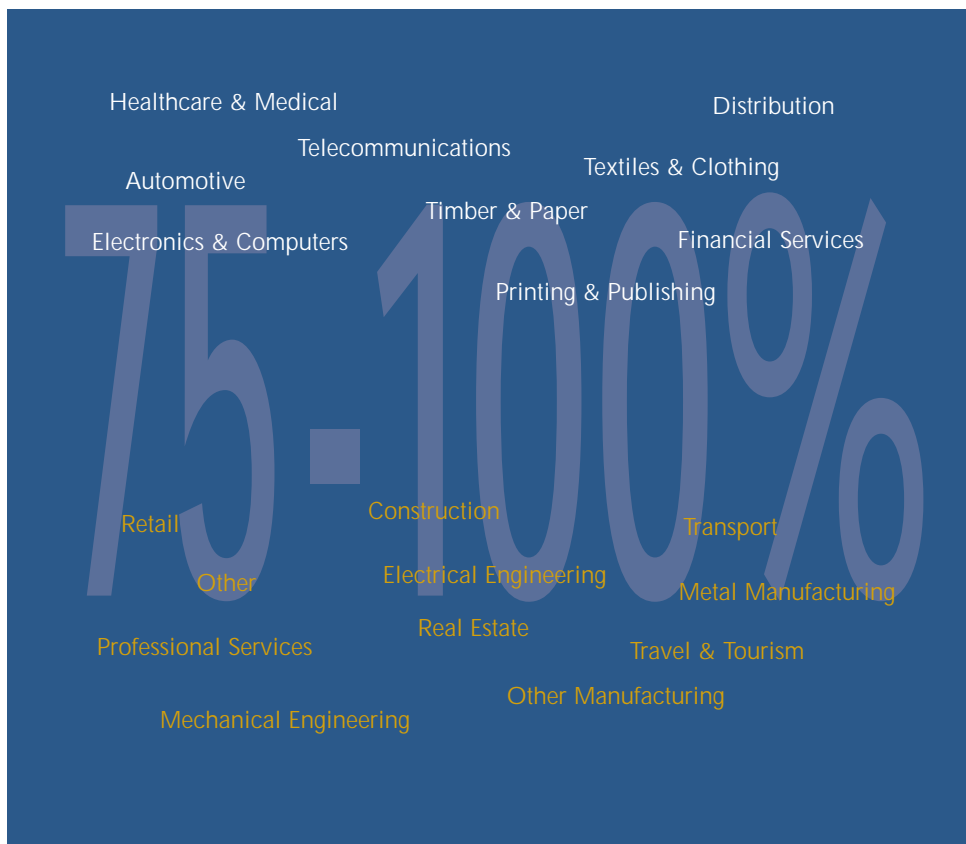 Healthcare & Medical
Distribution
Telecommunications
Textiles & Clothing
Automotive
Timber & Paper
Electronics & Computers
Financial Services
Printing & Publishing
75-100%
Construction
Retail
Transport
Electrical Engineering
Other
Metal Manufacturing
Real Estate
Professional Services
Travel & Tourism
Other Manufacturing
Mechanical Engineering